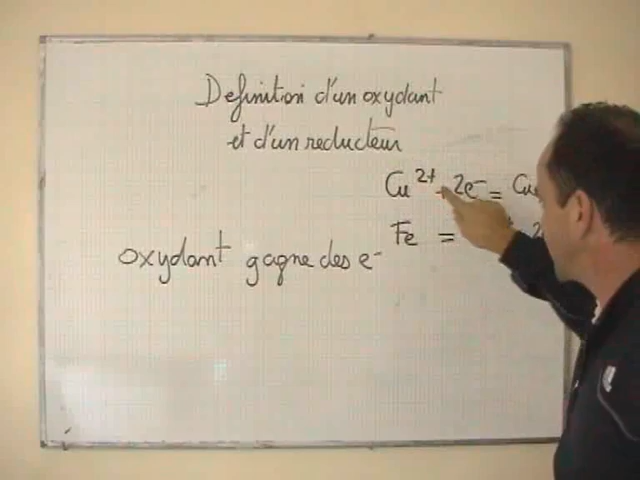 Definition d'un oxydant
et d'un reducteur
Cu²⁺ + 2e⁻ = Cu
Fe =
oxydant gagne des e⁻